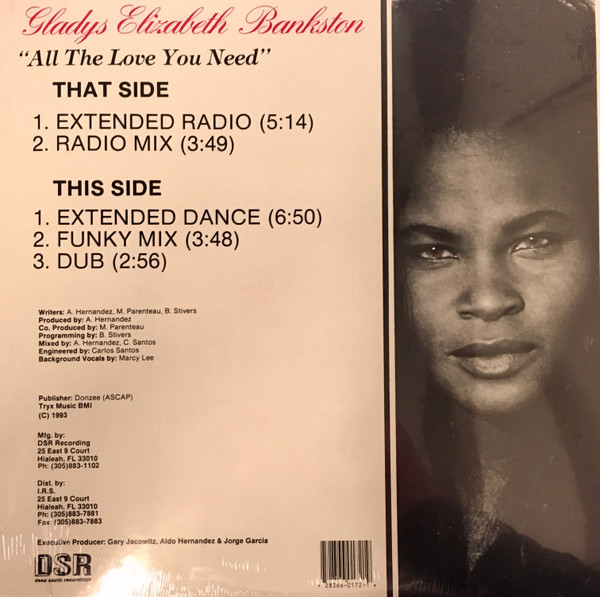 Gladys Elizabeth Bankston
"All The Love You Need"
THAT SIDE
1. EXTENDED RADIO (5:14)
2. RADIO MIX (3:49)
THIS SIDE
1. EXTENDED DANCE (6:50)
2. FUNKY MIX (3:48)
3. DUB (2:56)
Writers: A. Hernandez, M. Parenteau, B. Stivers
Produced by: A. Hernandez
Co. Produced by: M. Parenteau
Programming by: B. Stivers
Mixed by: A. Hernandez, C. Santos
Engineered by: Carlos Santos
Background Vocals by: Marcy Lee
Publisher: Donzee (ASCAP)
Tryx Music BMI
(C) 1993
Mfg. by:
DSR Recording
25 East 9 Court
Hialeah, FL 33010
Ph: (305)883-1102
Dist. by:
I.R.S.
25 East 9 Court
Hialeah, FL 33010
Ph: (305)883-7881
Fax: (305)883-7883
Executive Producer: Gary Jacowitz, Aldo Hernandez & Jorge Garcia
DSR
deep south recordings
28366-0172-1